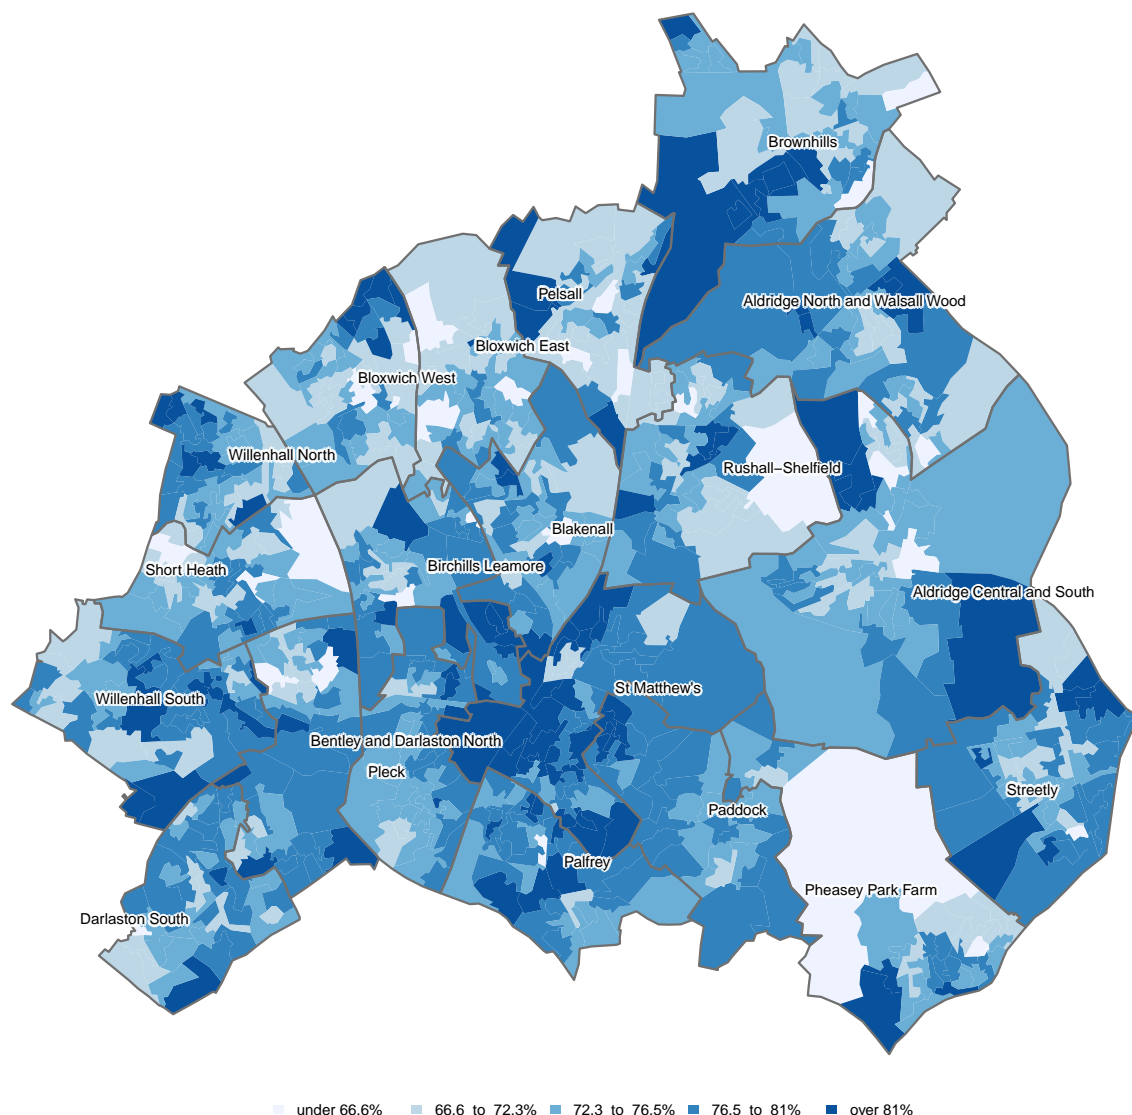 Brownhills
Pelsall
Aldridge North and Walsall Wood
Bloxwich East
Bloxwich West
Willenhall North
Rushall−Shelfield
Blakenall
Short Heath
Birchills Leamore
Aldridge Central and South
St Matthew's
Willenhall South
Bentley and Darlaston North
Pleck
Streetly
Paddock
Palfrey
Pheasey Park Farm
Darlaston South
under 66.6% 66.6 to 72.3% 72.3 to 76.5% 76.5 to 81% over 81%